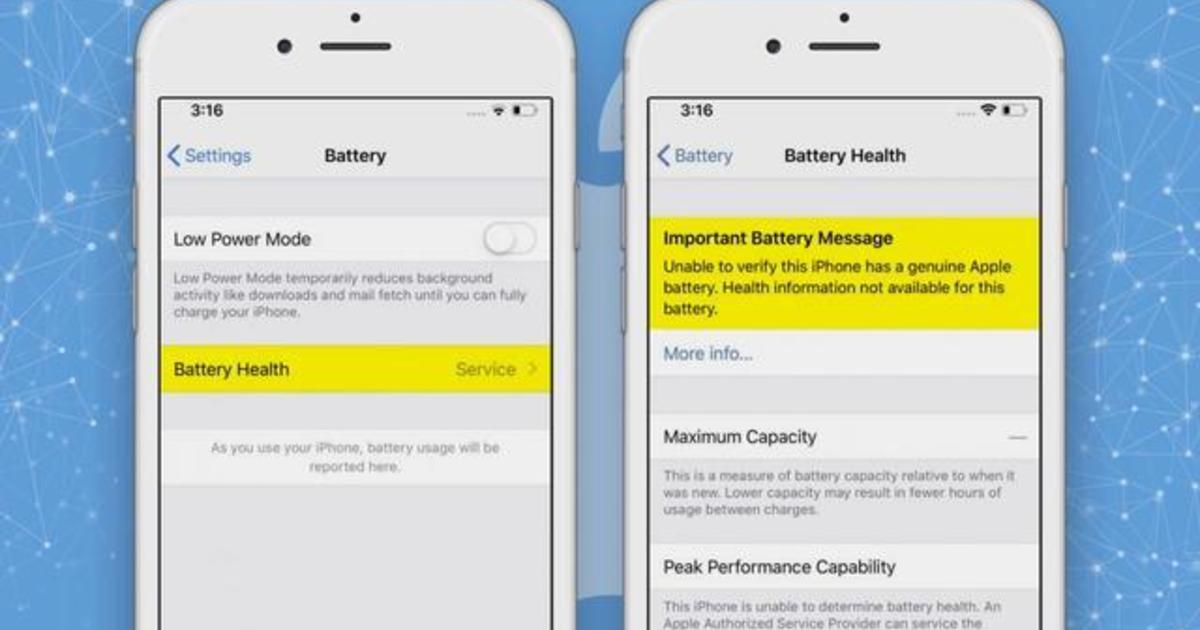 3:16
Settings
Battery
Low Power Mode
Low Power Mode temporarily reduces background
activity like downloads and mail fetch until you can fully
charge your iPhone.
Battery Health
Service
As you use your iPhone, battery usage will be
reported here.
3:16
Battery
Battery Health
Important Battery Message
Unable to verify this iPhone has a genuine Apple
battery. Health information not available for this
battery.
More info...
Maximum Capacity
—
This is a measure of battery capacity relative to when it
was new. Lower capacity may result in fewer hours of
usage between charges.
Peak Performance Capability
This iPhone is unable to determine battery health. An
Apple Authorized Service Provider can service the